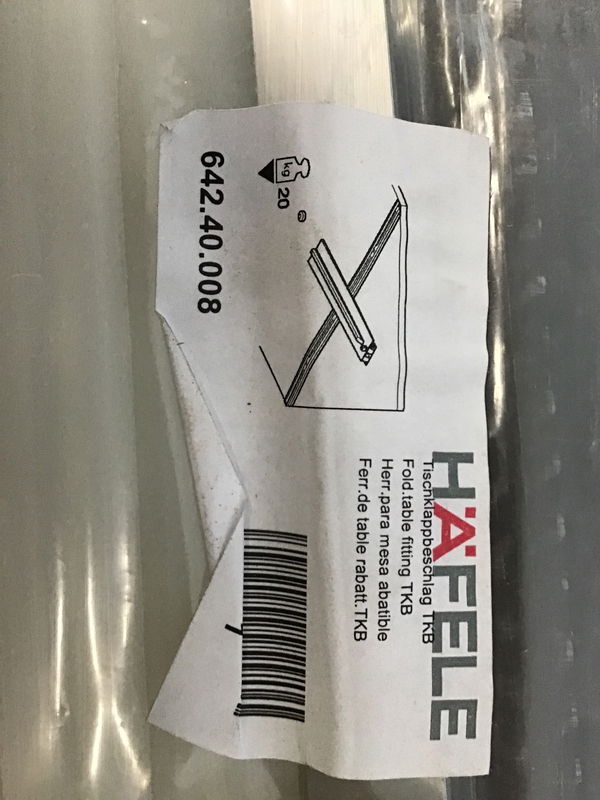 HÄFELE
Tischklappbeschlag TKB
Fold.table fitting TKB
Herr.para mesa abatible
Ferr.de table rabatt.TKB
kg 20
642.40.008